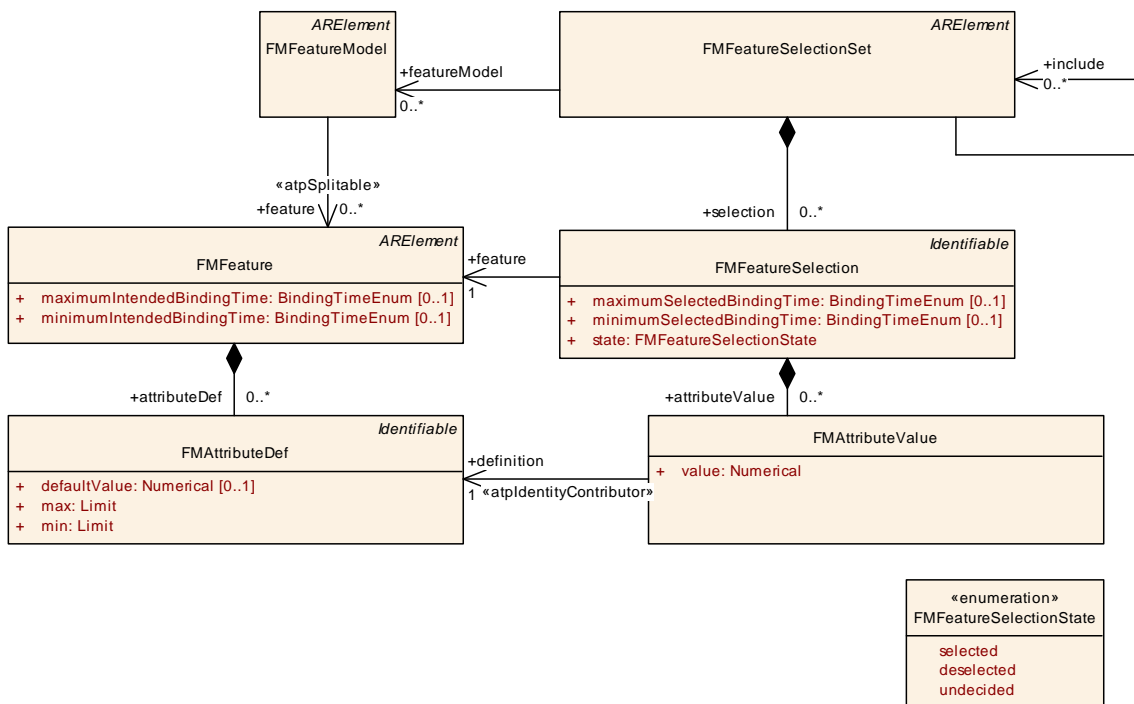 ARElement
FMFeatureModel
ARElement
FMFeatureSelectionSet
+include
0..*
+featureModel
0..*
«atpSplitable»
+feature
0..*
+selection
0..*
ARElement
FMFeature
+ maximumIntendedBindingTime: BindingTimeEnum [0..1]
+ minimumIntendedBindingTime: BindingTimeEnum [0..1]
+feature
1
Identifiable
FMFeatureSelection
+ maximumSelectedBindingTime: BindingTimeEnum [0..1]
+ minimumSelectedBindingTime: BindingTimeEnum [0..1]
+ state: FMFeatureSelectionState
+attributeDef
0..*
+attributeValue
0..*
Identifiable
FMAttributeDef
+ defaultValue: Numerical [0..1]
+ max: Limit
+ min: Limit
+definition
1
«atpIdentityContributor»
FMAttributeValue
+ value: Numerical
«enumeration»
FMFeatureSelectionState
selected
deselected
undecided